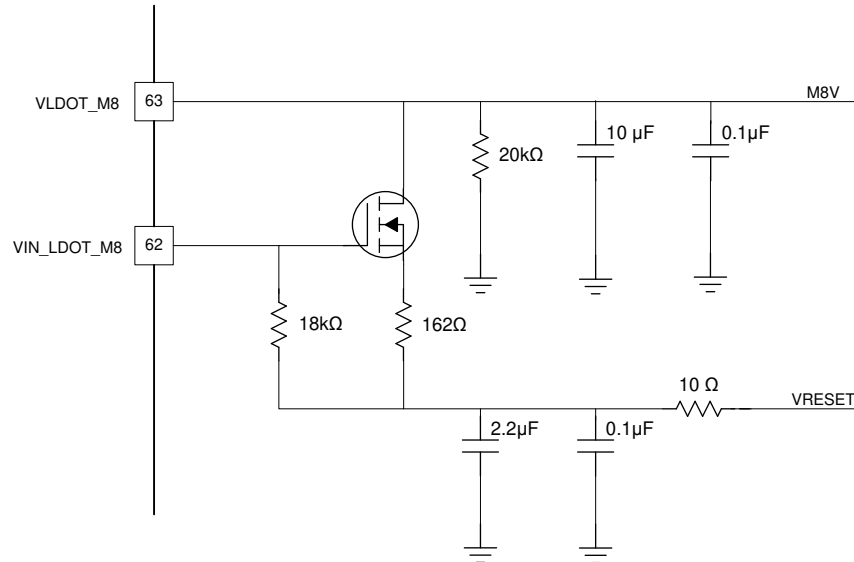 M8V
VLDOT_M8
63
10 µF
0.1µF
20kΩ
VIN_LDOT_M8
62
18kΩ
162Ω
10 Ω
VRESET
2.2µF
0.1µF